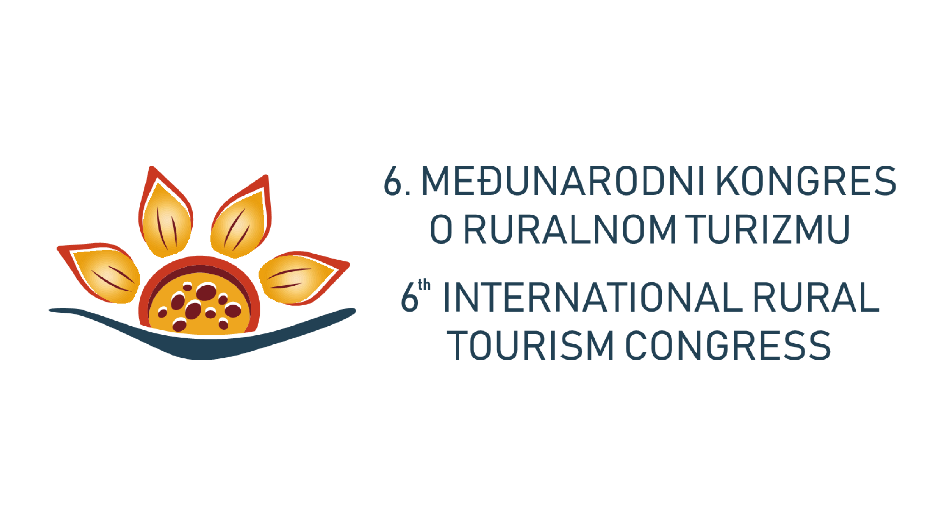 6. MEĐUNARODNI KONGRES
O RURALNOM TURIZMU
6th INTERNATIONAL RURAL
TOURISM CONGRESS